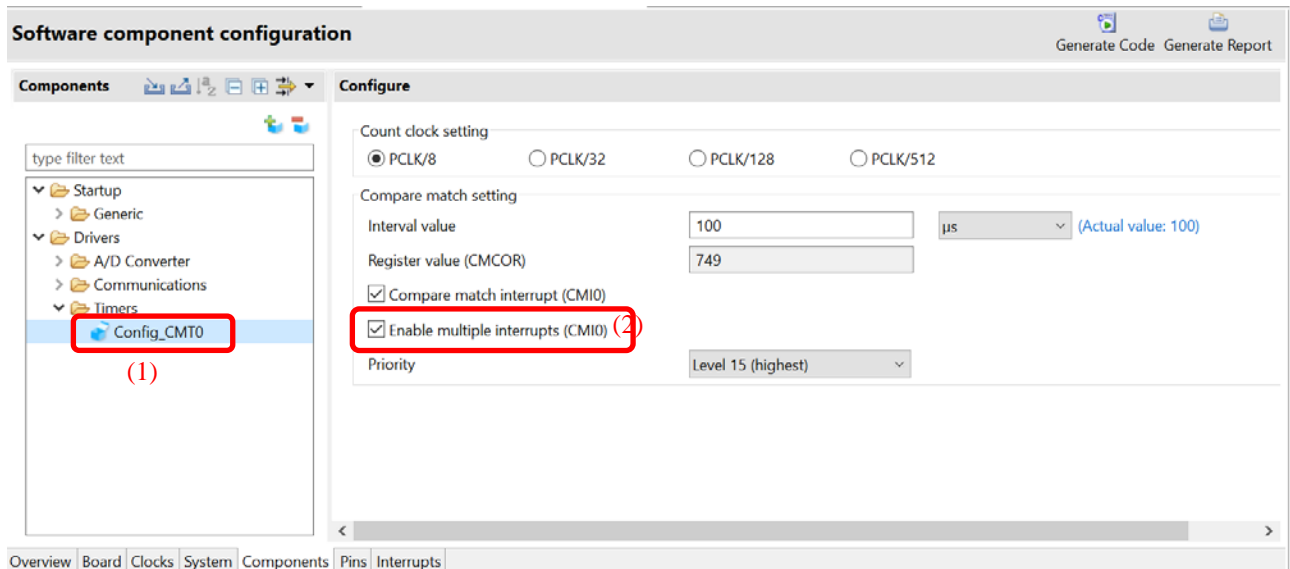 Software component configuration
Generate Code Generate Report
Components
Configure
type filter text
Startup
Generic
Drivers
A/D Converter
Communications
Timers
Config_CMT0
(1)
Count clock setting
PCLK/8 PCLK/32 PCLK/128 PCLK/512
Compare match setting
Interval value 100 µs (Actual value: 100)
Register value (CMCOR) 749
Compare match interrupt (CMI0)
Enable multiple interrupts (CMI0) (2)
Priority Level 15 (highest)
Overview Board Clocks System Components Pins Interrupts